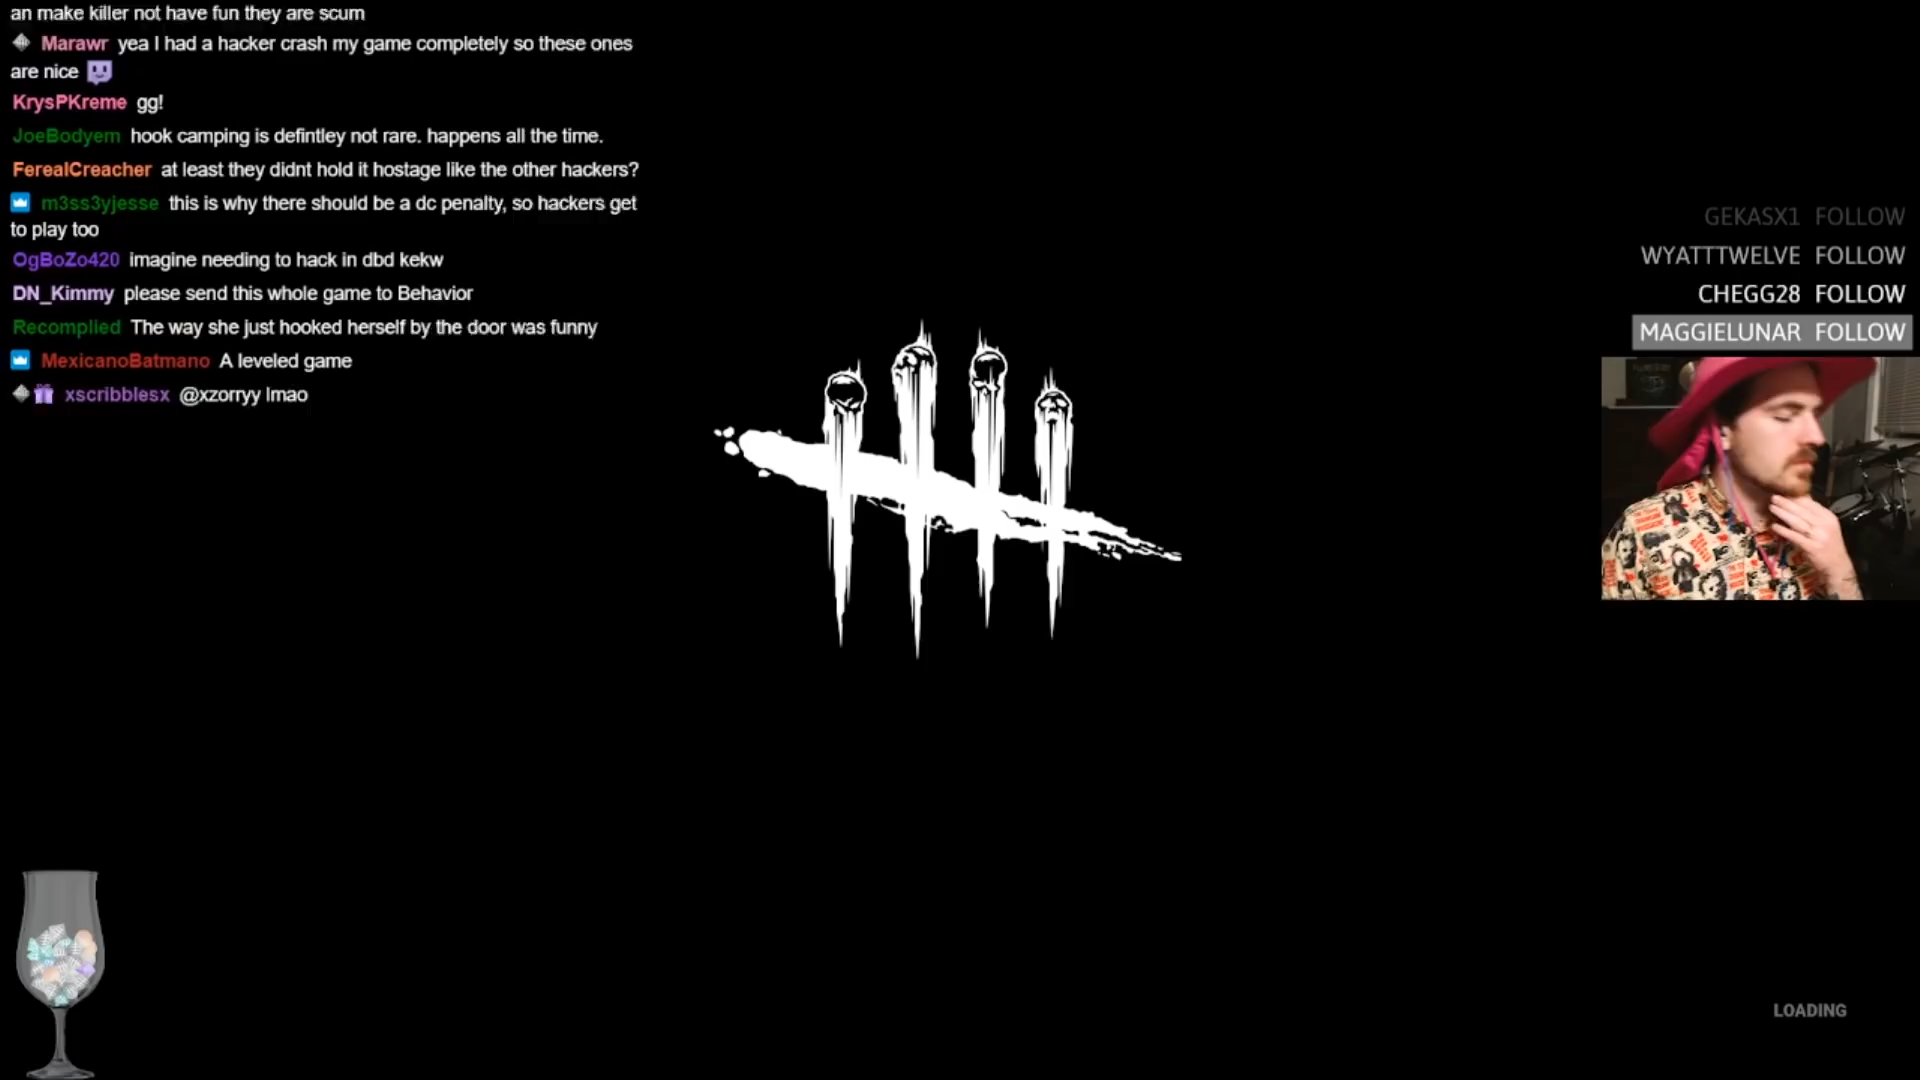 an make killer not have fun they are scum
Marawr yea I had a hacker crash my game completely so these ones
are nice
KrysPKreme gg!
JoeBodyem hook camping is defintley not rare. happens all the time.
FerealCreacher at least they didnt hold it hostage like the other hackers?
m3ss3yjesse this is why there should be a dc penalty, so hackers get
to play too
OgBoZo420 imagine needing to hack in dbd kekw
DN_Kimmy please send this whole game to Behavior
Recomplied The way she just hooked herself by the door was funny
MexicanoBatmano A leveled game
xscribblesx @xzorryy lmao
GEKASX1 FOLLOW
WYATTTWELVE FOLLOW
CHEGG28 FOLLOW
MAGGIELUNAR FOLLOW
LOADING